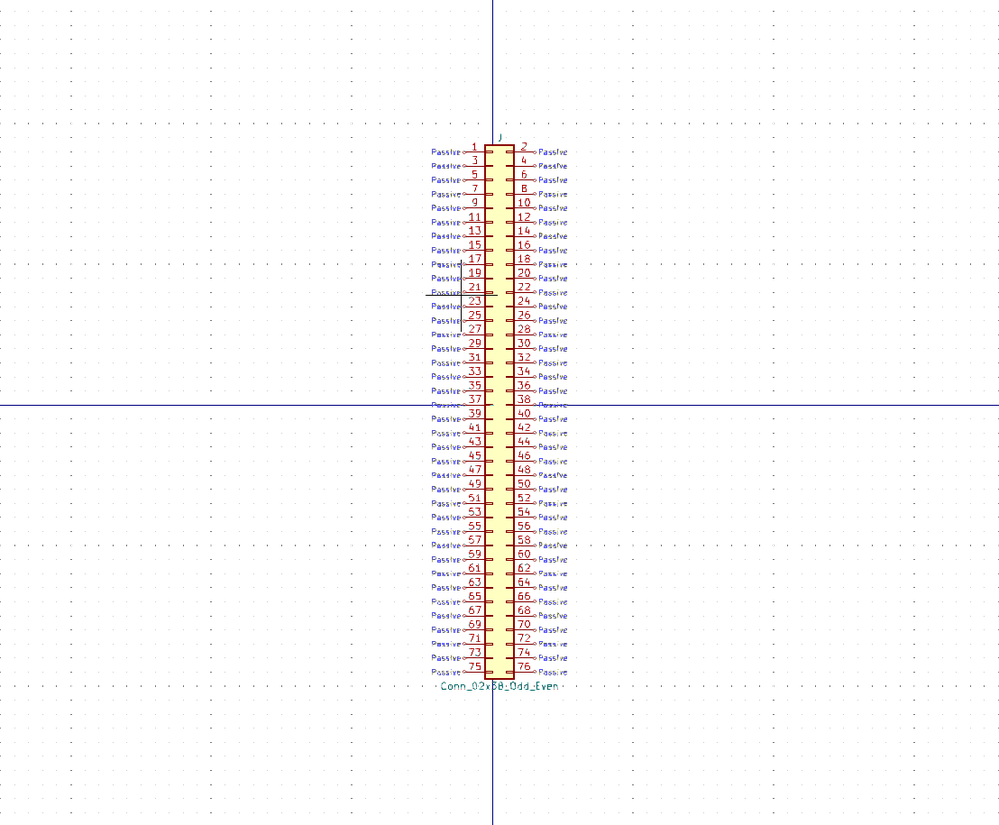 J
Passive 1 2 Passive
Passive 3 4 Passive
Passive 5 6 Passive
Passive 7 8 Passive
Passive 9 10 Passive
Passive 11 12 Passive
Passive 13 14 Passive
Passive 15 16 Passive
Passive 17 18 Passive
Passive 19 20 Passive
Passive 21 22 Passive
Passive 23 24 Passive
Passive 25 26 Passive
Passive 27 28 Passive
Passive 29 30 Passive
Passive 31 32 Passive
Passive 33 34 Passive
Passive 35 36 Passive
Passive 37 38 Passive
Passive 39 40 Passive
Passive 41 42 Passive
Passive 43 44 Passive
Passive 45 46 Passive
Passive 47 48 Passive
Passive 49 50 Passive
Passive 51 52 Passive
Passive 53 54 Passive
Passive 55 56 Passive
Passive 57 58 Passive
Passive 59 60 Passive
Passive 61 62 Passive
Passive 63 64 Passive
Passive 65 66 Passive
Passive 67 68 Passive
Passive 69 70 Passive
Passive 71 72 Passive
Passive 73 74 Passive
Passive 75 76 Passive
Conn_02x38_Odd_Even